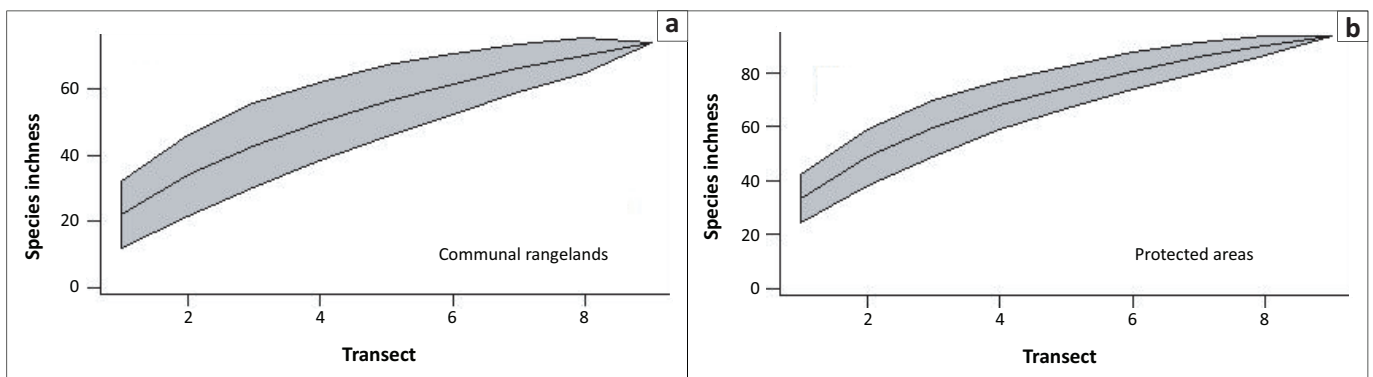 a
Species inchness
60
40
20
0
Communal rangelands
2 4 6 8
Transect
b
Species inchness
80
60
40
20
0
Protected areas
2 4 6 8
Transect